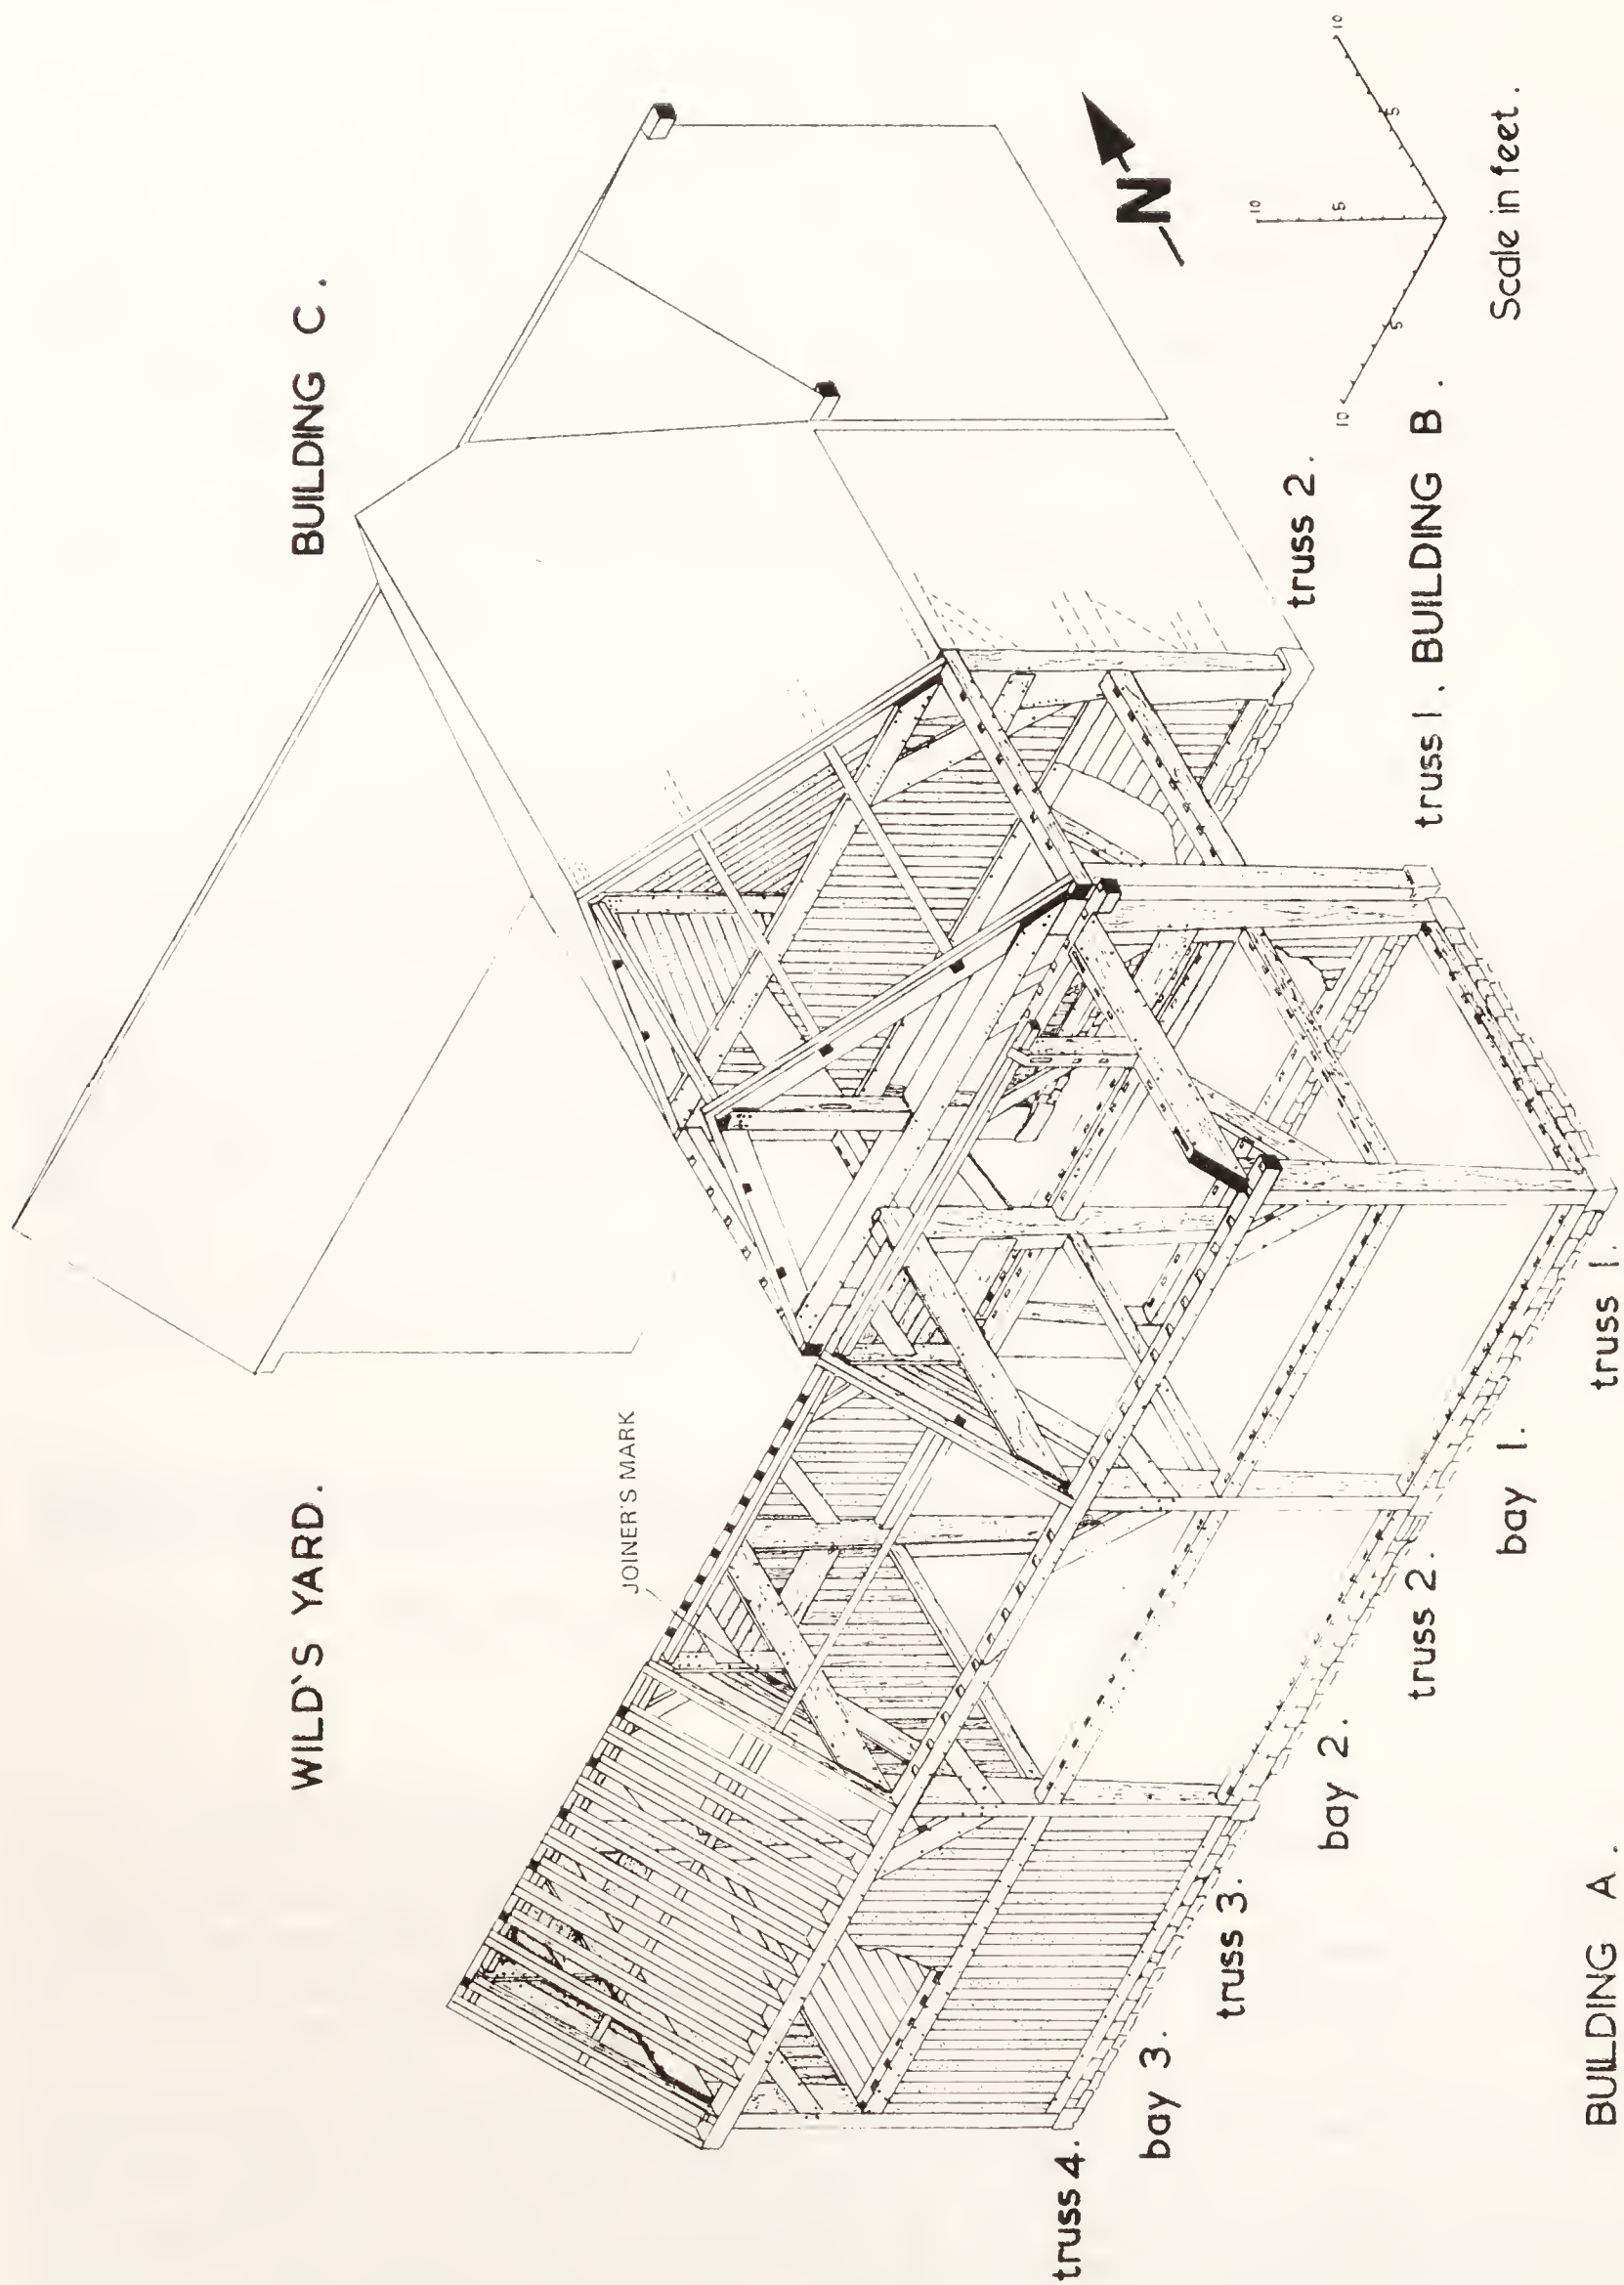 WILD'S YARD.
BUILDING C.
JOINER'S MARK
truss 4.
bay 3.
truss 3.
bay 2.
truss 2.
bay 1.
truss 1.
BUILDING A.
truss 2.
truss 1. BUILDING B.
N
10
5
10
5
5
10
Scale in feet.